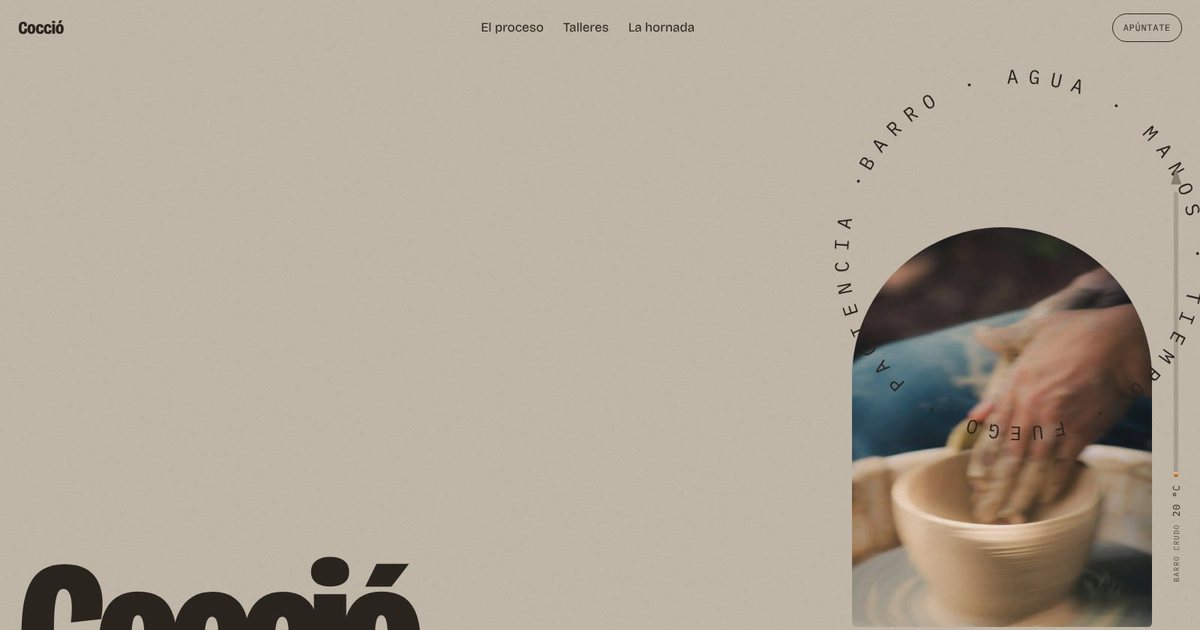 Cocció
El proceso
Talleres
La hornada
APÚNTATE
BARRO · AGUA · MANOS · TIEMPO · FUEGO · PACIENCIA ·
20 °C
BARRO CRUDO
Cocció